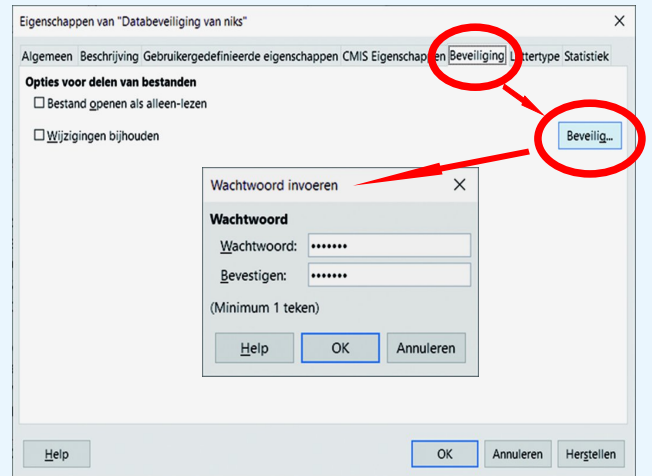 Eigenschappen van "Databeveiliging van niks"
Algemeen Beschrijving Gebruikergedefinieerde eigenschappen CMIS Eigenschappen Beveiliging Lettertype Statistiek
Opties voor delen van bestanden
Bestand openen als alleen-lezen
Wijzigingen bijhouden
Beveilig...
Wachtwoord invoeren
Wachtwoord
Wachtwoord: •••••••
Bevestigen: •••••••
(Minimum 1 teken)
Help OK Annuleren
Help OK Annuleren Herstellen